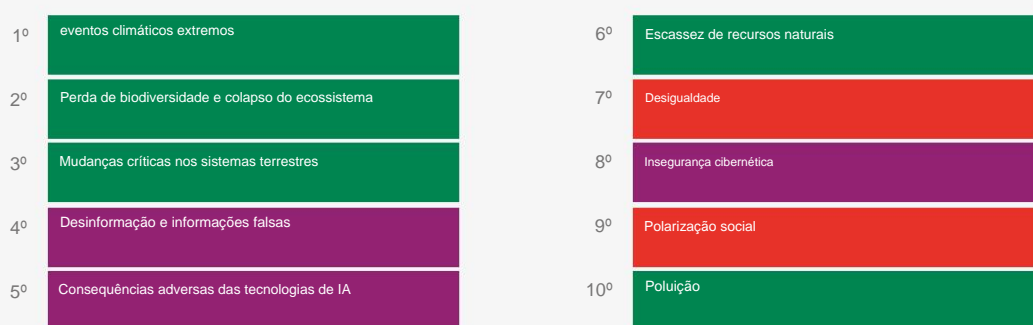 1º eventos climáticos extremos
2º Perda de biodiversidade e colapso do ecossistema
3º Mudanças críticas nos sistemas terrestres
4º Desinformação e informações falsas
5º Consequências adversas das tecnologias de IA
6º Escassez de recursos naturais
7º Desigualdade
8º Insegurança cibernética
9º Polarização social
10º Poluição